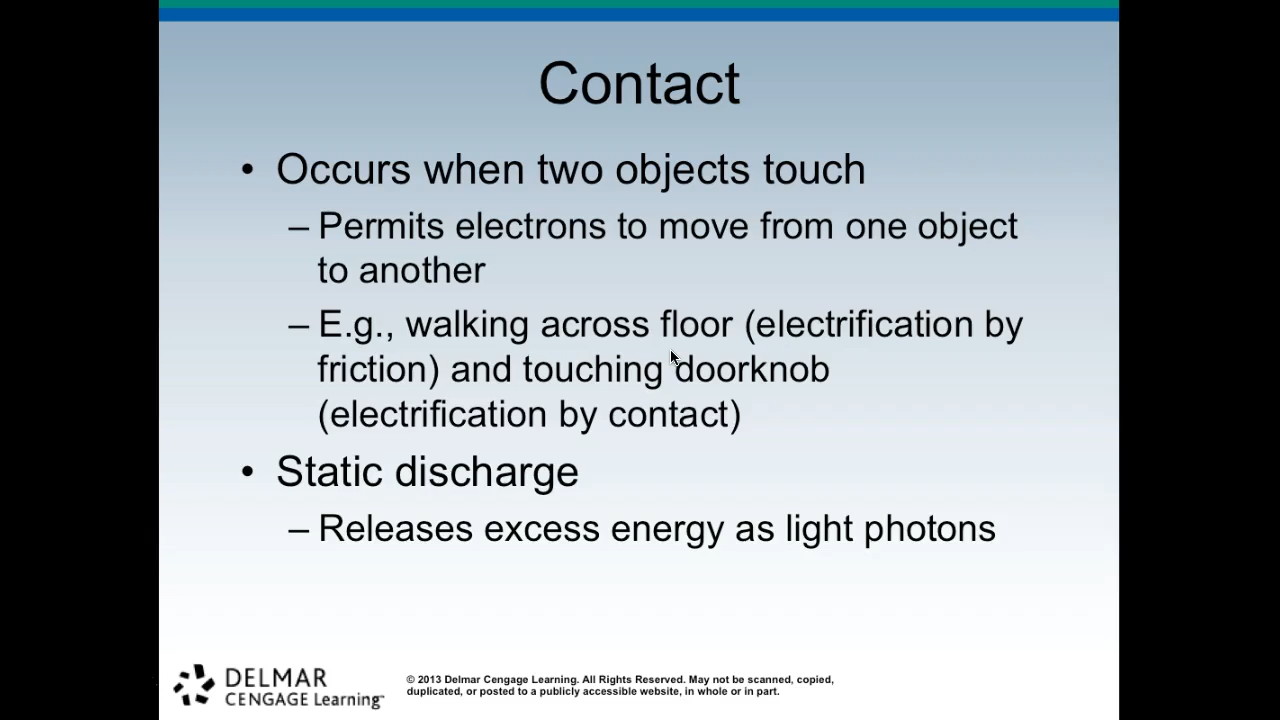 Contact
• Occurs when two objects touch
– Permits electrons to move from one object
to another
– E.g., walking across floor (electrification by
friction) and touching doorknob
(electrification by contact)
• Static discharge
– Releases excess energy as light photons
DELMAR
CENGAGE Learning™
© 2013 Delmar Cengage Learning. All Rights Reserved. May not be scanned, copied,
duplicated, or posted to a publicly accessible website, in whole or in part.